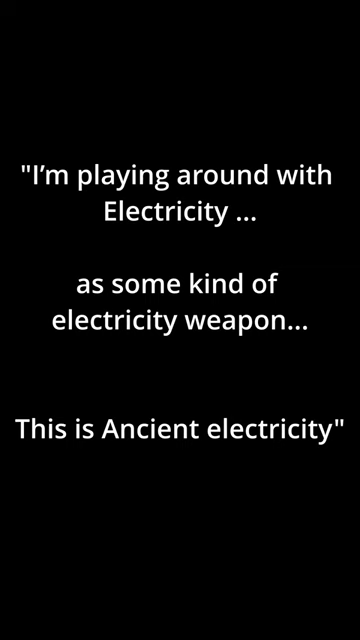 "I’m playing around with
Electricity ...
as some kind of
electricity weapon...
This is Ancient electricity"